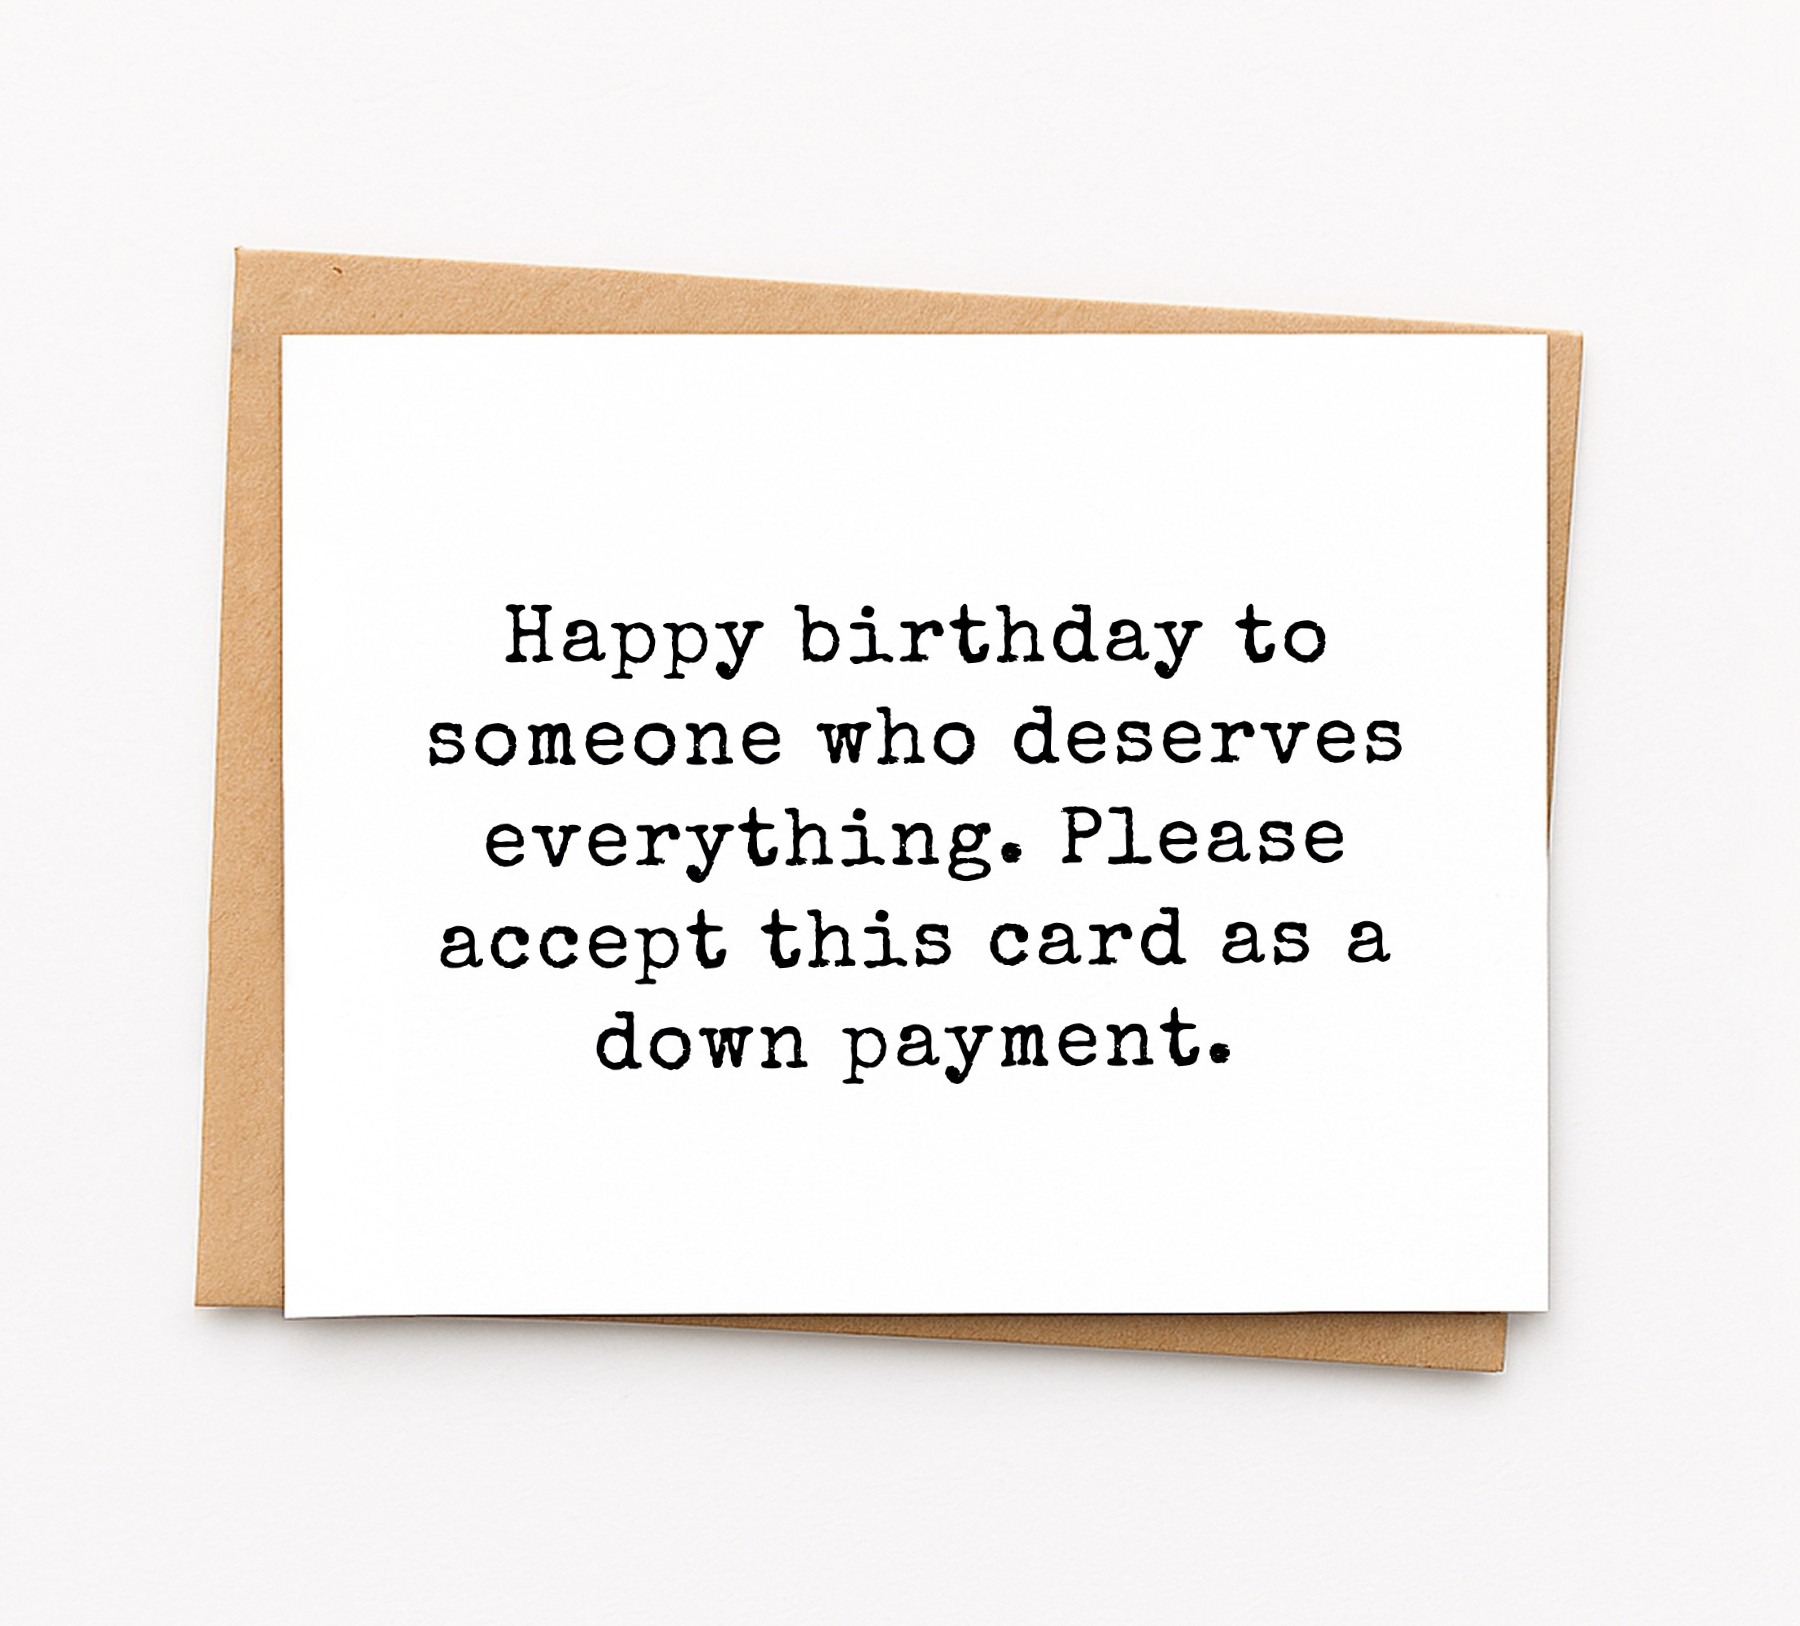 Happy birthday to
someone who deserves
everything. Please
accept this card as a
down payment.